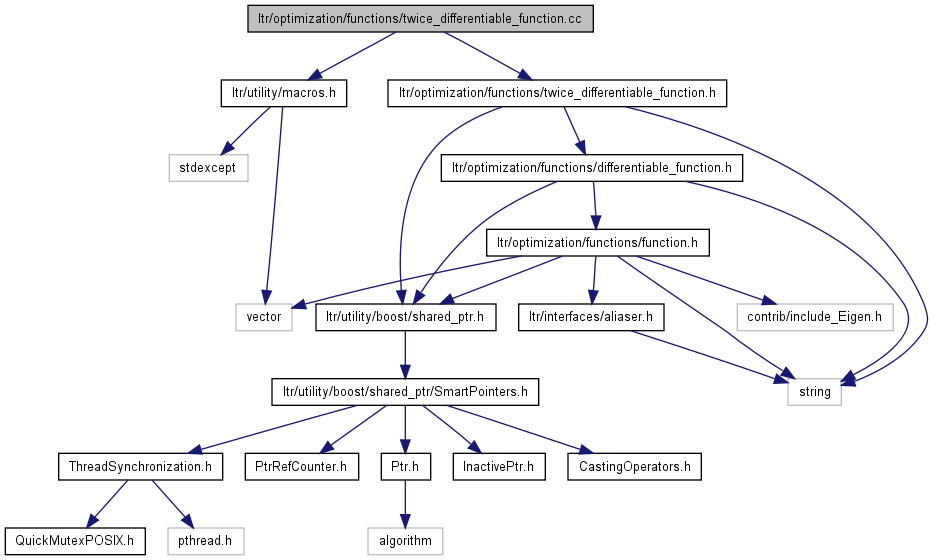 ltr/optimization/functions/twice_differentiable_function.cc
ltr/utility/macros.h
ltr/optimization/functions/twice_differentiable_function.h
stdexcept
ltr/optimization/functions/differentiable_function.h
ltr/optimization/functions/function.h
vector
ltr/utility/boost/shared_ptr.h
ltr/interfaces/aliaser.h
contrib/include_Eigen.h
ltr/utility/boost/shared_ptr/SmartPointers.h
string
ThreadSynchronization.h
PtrRefCounter.h
Ptr.h
InactivePtr.h
CastingOperators.h
QuickMutexPOSIX.h
pthread.h
algorithm